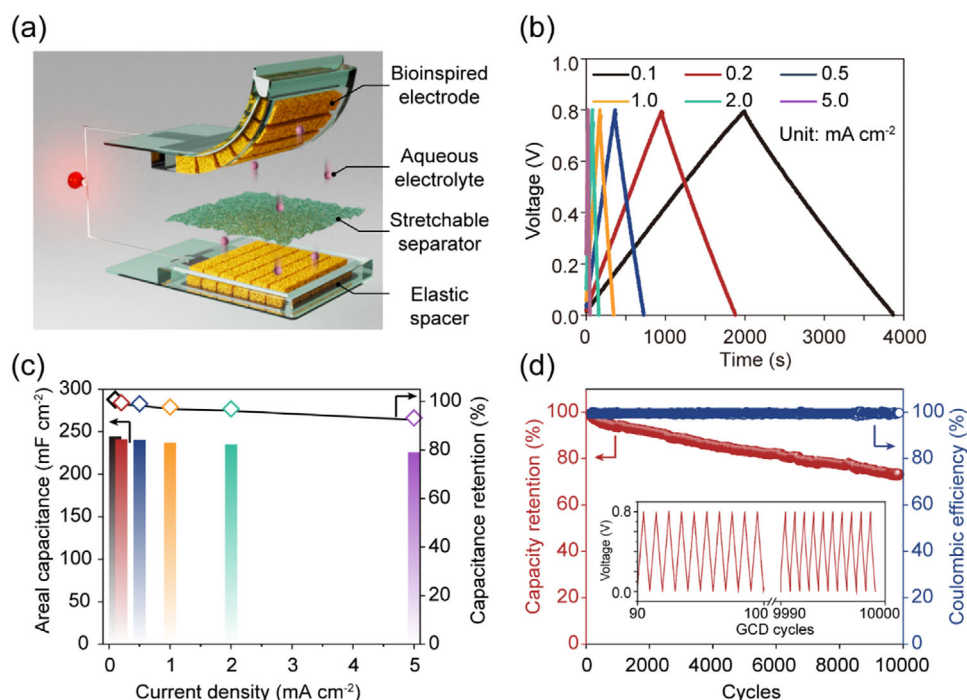 (a)
Bioinspired
electrode
Aqueous
electrolyte
Stretchable
separator
Elastic
spacer
(b)
0.1 0.2 0.5
1.0 2.0 5.0
Unit: mA cm⁻²
Voltage (V)
1.0
0.8
0.6
0.4
0.2
0.0
0 1000 2000 3000 4000
Time (s)
(c)
Areal capacitance (mF cm⁻²)
300
250
200
150
100
50
0
Capacitance retention (%)
100
80
60
40
20
0
0 1 2 3 4 5
Current density (mA cm⁻²)
(d)
Capacity retention (%)
100
80
60
40
20
0
Coulombic efficiency (%)
100
80
60
40
20
0
Voltage (V)
0.8
0.0
90 100 9990 10000
GCD cycles
0 2000 4000 6000 8000 10000
Cycles